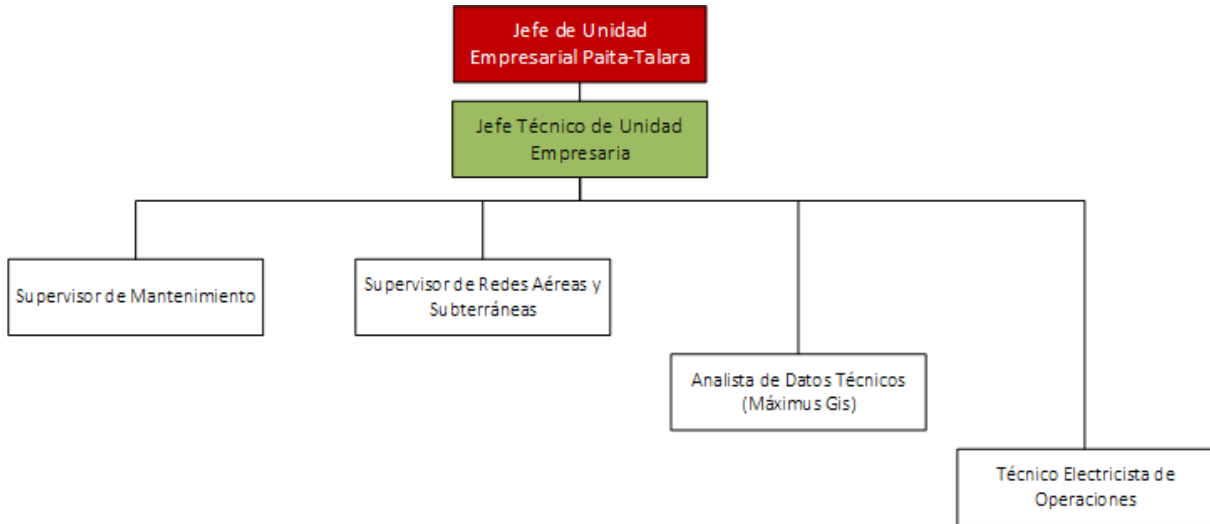 Jefe de Unidad
Empresarial Paita-Talara
Jefe Técnico de Unidad
Empresaria
Supervisor de Mantenimiento
Supervisor de Redes Aéreas y
Subterráneas
Analista de Datos Técnicos
(Máximus Gis)
Técnico Electricista de
Operaciones